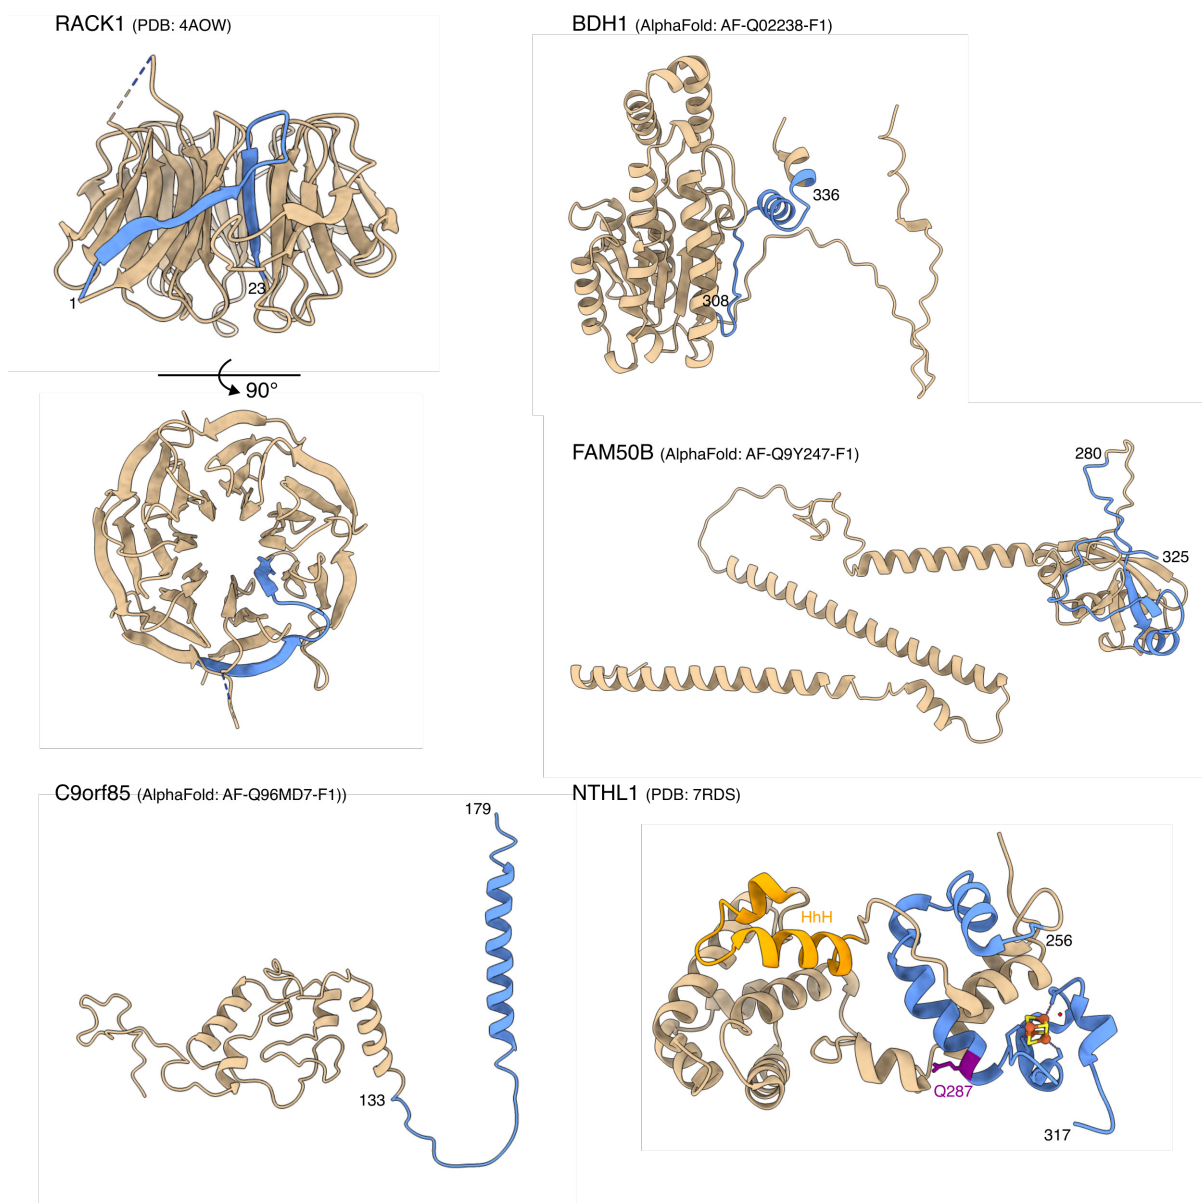 RACK1 (PDB: 4AOW)
BDH1 (AlphaFold: AF-Q02238-F1)
336
308
1
23
90°
FAM50B (AlphaFold: AF-Q9Y247-F1)
280
325
C9orf85 (AlphaFold: AF-Q96MD7-F1))
179
133
NTHL1 (PDB: 7RDS)
HhH
256
Q287
317